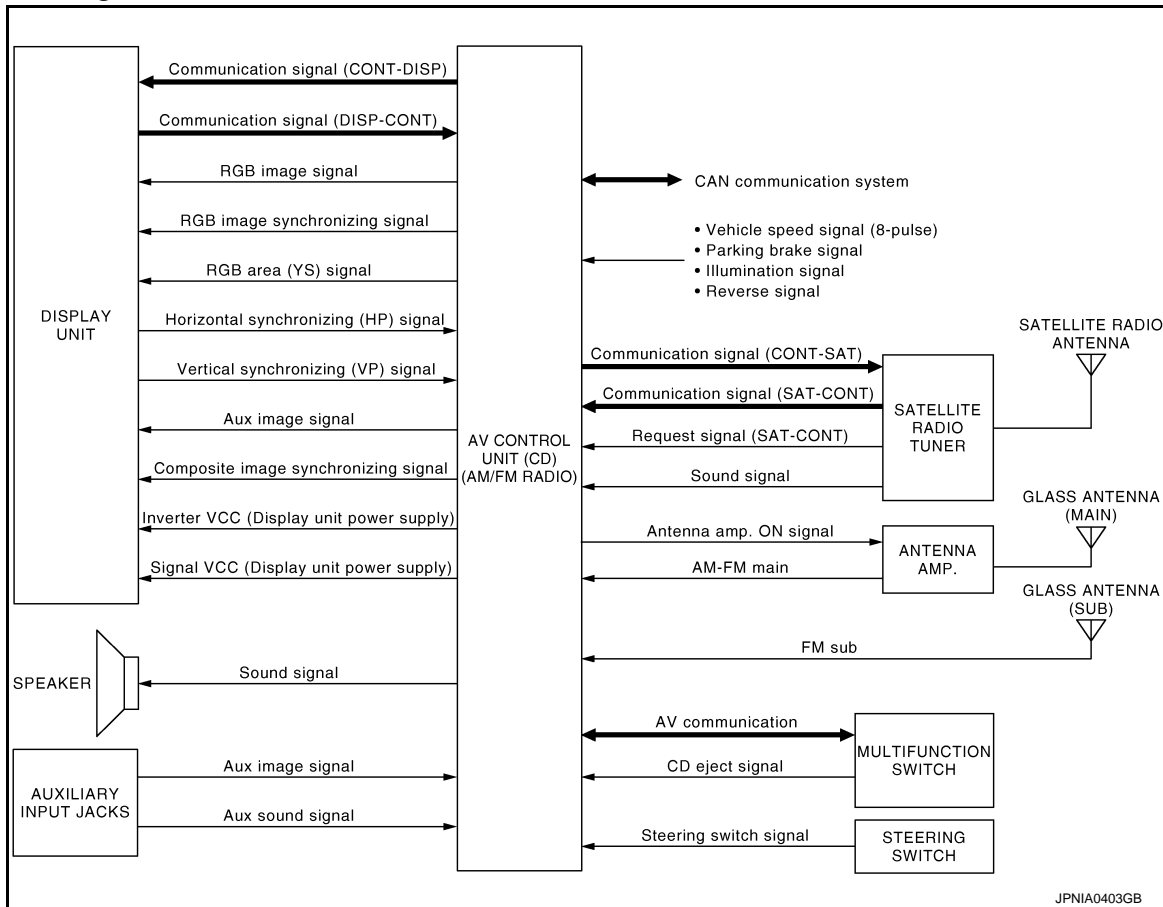 Communication signal (CONT-DISP)
Communication signal (DISP-CONT)
RGB image signal
RGB image synchronizing signal
RGB area (YS) signal
DISPLAY
UNIT
Horizontal synchronizing (HP) signal
Vertical synchronizing (VP) signal
Aux image signal
Composite image synchronizing signal
Inverter VCC (Display unit power supply)
Signal VCC (Display unit power supply)
SPEAKER
Sound signal
AUXILIARY
INPUT JACKS
Aux image signal
Aux sound signal
AV CONTROL
UNIT (CD)
(AM/FM RADIO)
CAN communication system
• Vehicle speed signal (8-pulse)
• Parking brake signal
• Illumination signal
• Reverse signal
Communication signal (CONT-SAT)
Communication signal (SAT-CONT)
Request signal (SAT-CONT)
Sound signal
SATELLITE
RADIO
TUNER
SATELLITE RADIO
ANTENNA
Antenna amp. ON signal
AM-FM main
ANTENNA
AMP.
GLASS ANTENNA
(MAIN)
GLASS ANTENNA
(SUB)
FM sub
AV communication
CD eject signal
MULTIFUNCTION
SWITCH
Steering switch signal
STEERING
SWITCH
JPNIA0403GB